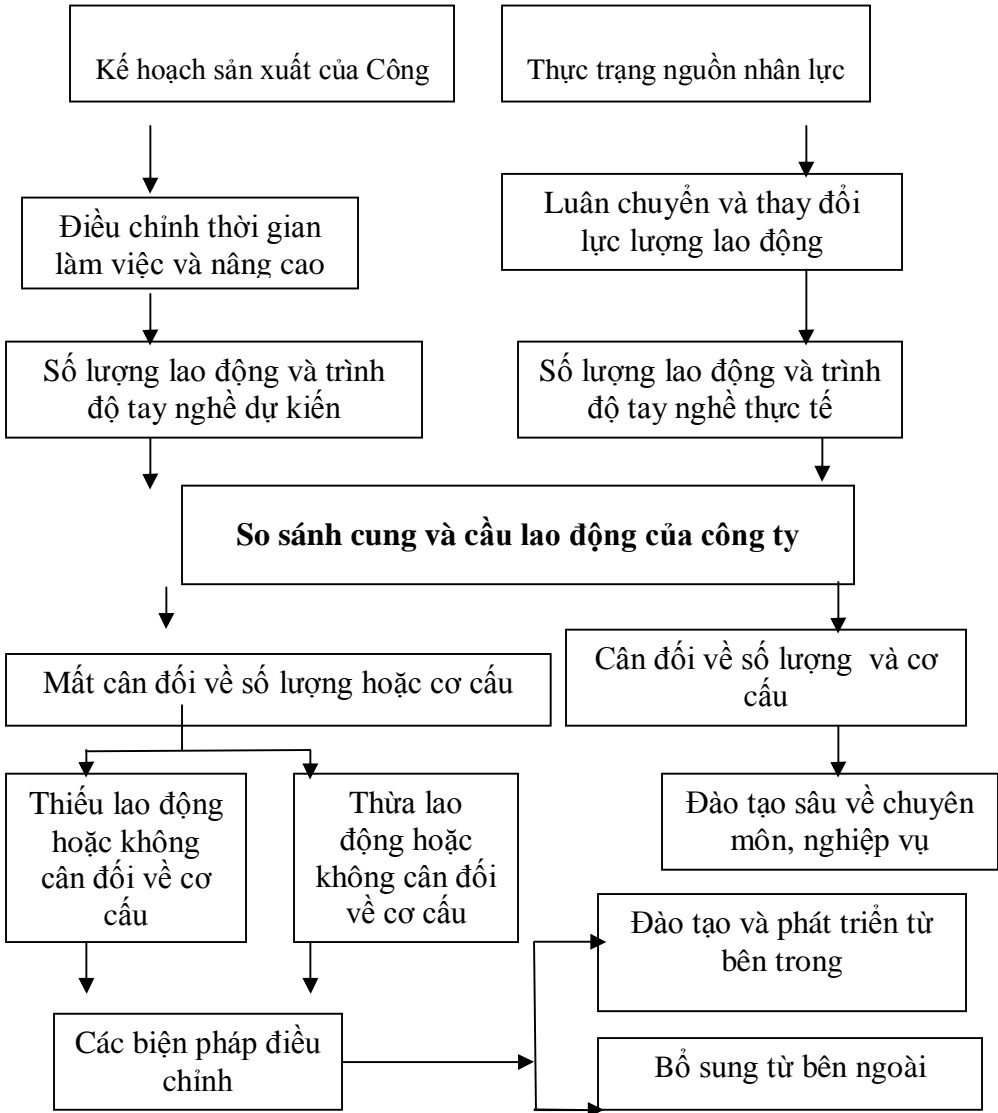 Kế hoạch sản xuất của Công
Thực trạng nguồn nhân lực
Điều chỉnh thời gian
làm việc và nâng cao
Luân chuyển và thay đổi
lực lượng lao động
Số lượng lao động và trình
độ tay nghề dự kiến
Số lượng lao động và trình
độ tay nghề thực tế
So sánh cung và cầu lao động của công ty
Mất cân đối về số lượng hoặc cơ cấu
Cân đối về số lượng và cơ
cấu
Thiếu lao động
hoặc không
cân đối về cơ
cấu
Thừa lao
động hoặc
không cân đối
về cơ cấu
Đào tạo sâu về chuyên
môn, nghiệp vụ
Đào tạo và phát triển từ
bên trong
Các biện pháp điều
chỉnh
Bổ sung từ bên ngoài